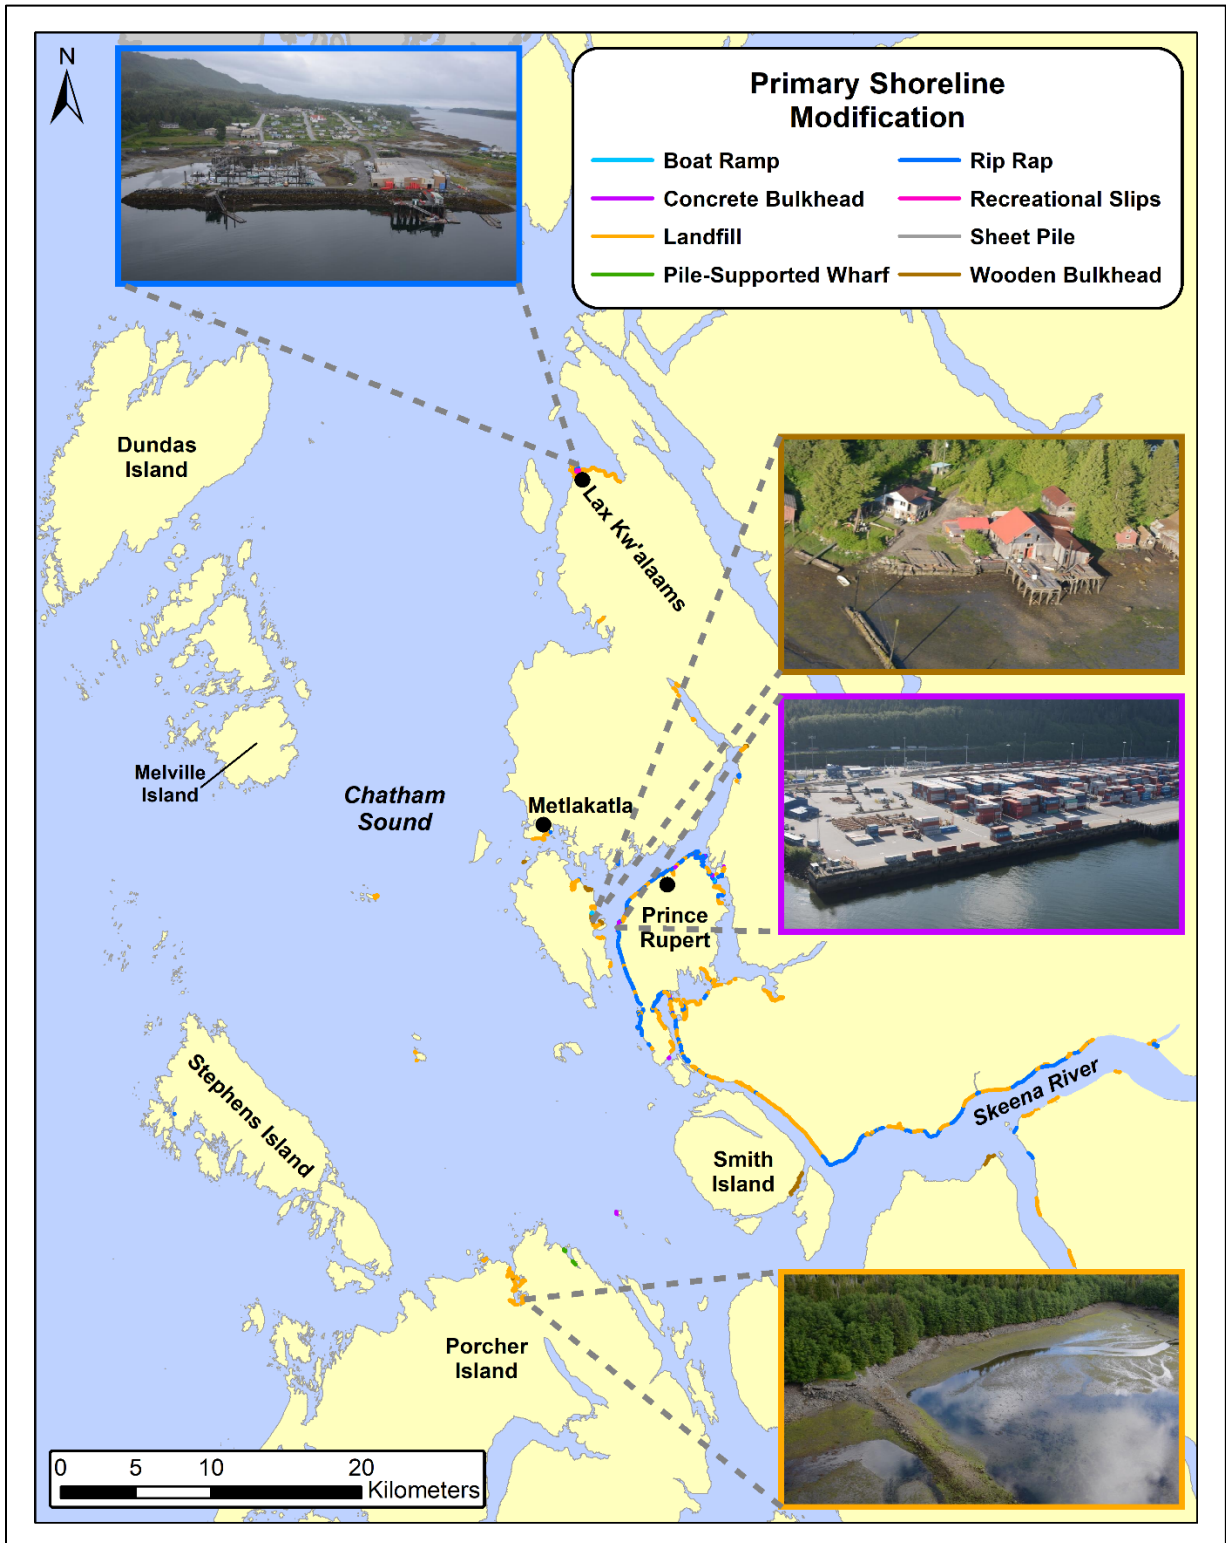 N
Primary Shoreline
Modification
Boat Ramp
Rip Rap
Concrete Bulkhead
Recreational Slips
Landfill
Sheet Pile
Pile-Supported Wharf
Wooden Bulkhead
Dundas
Island
Lax Kw'alaams
Melville
Island
Chatham
Sound
Metlakatla
Prince
Rupert
Stephens Island
Skeena River
Smith
Island
Porcher
Island
0 5 10 20
Kilometers